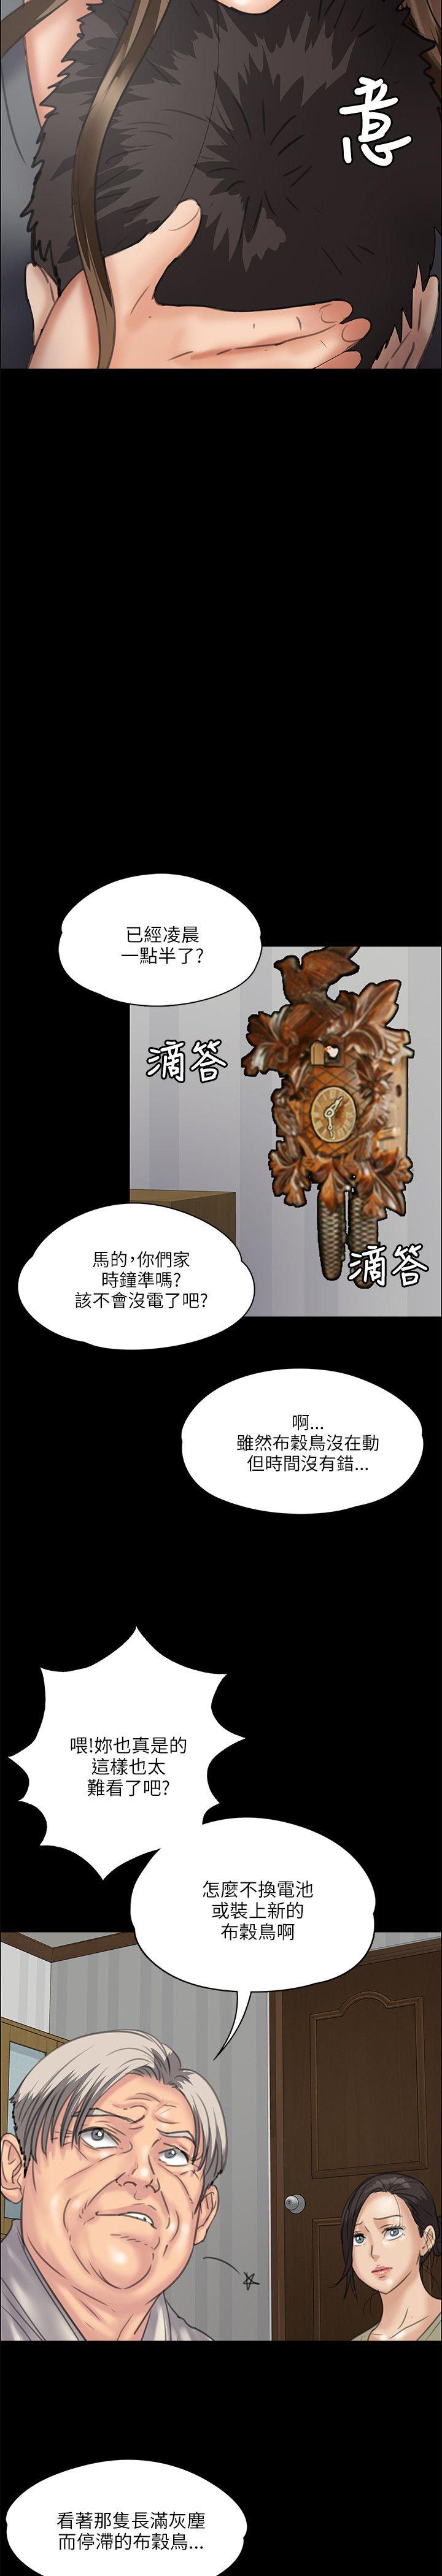 意
已經凌晨
一點半了?
滴答
馬的,你們家
時鐘準嗎?
該不會沒電了吧?
滴答
啊...
雖然布穀鳥沒在動
但時間沒有錯...
喂!妳也真是的
這樣也太
難看了吧?
怎麼不換電池
或裝上新的
布穀鳥啊
看著那隻長滿灰塵
而停滯的布穀鳥...